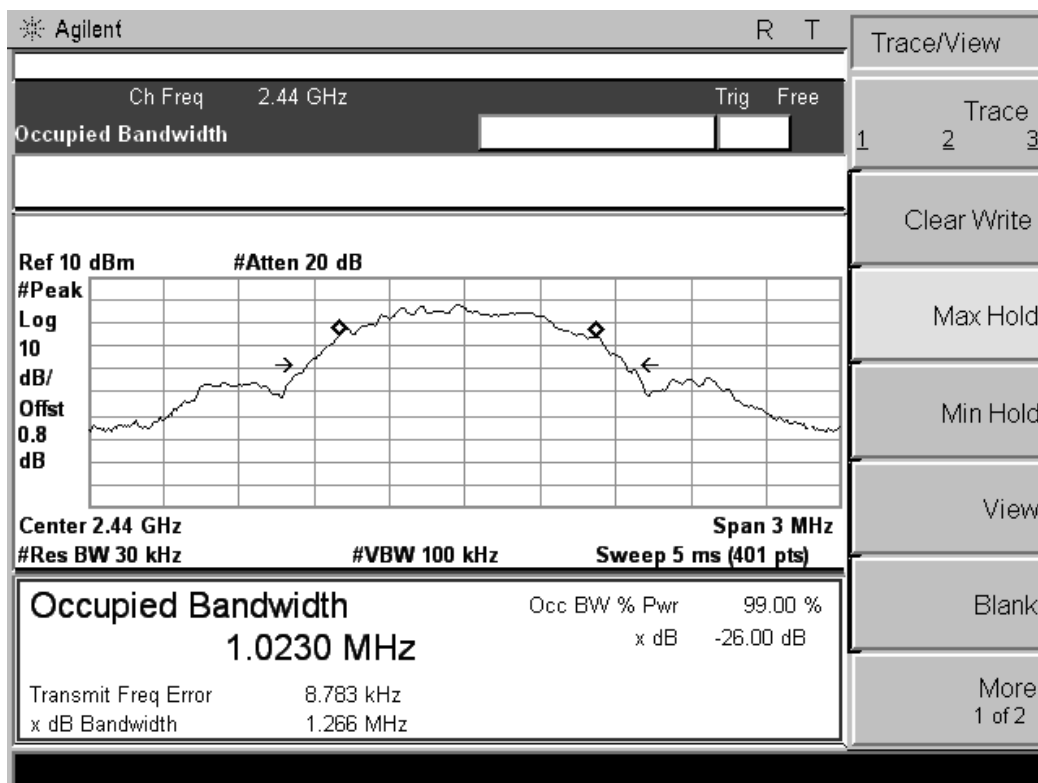 Agilent R T
Ch Freq 2.44 GHz Trig Free
Occupied Bandwidth
Ref 10 dBm #Atten 20 dB
#Peak
Log
10
dB/
Offst
0.8
dB
Center 2.44 GHz Span 3 MHz
#Res BW 30 kHz #VBW 100 kHz Sweep 5 ms (401 pts)
Occupied Bandwidth
1.0230 MHz
Occ BW % Pwr 99.00 %
x dB -26.00 dB
Transmit Freq Error 8.783 kHz
x dB Bandwidth 1.266 MHz
Trace/View
Trace
1 2 3
Clear Write
Max Hold
Min Hold
View
Blank
More
1 of 2